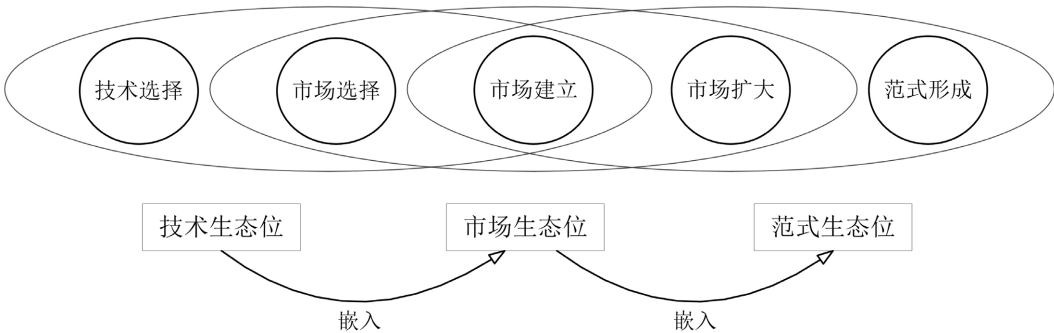 技术选择
市场选择
市场建立
市场扩大
范式形成
技术生态位
市场生态位
范式生态位
嵌入
嵌入